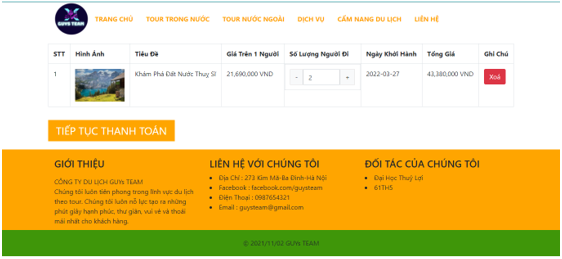 GUYS TEAM
TRANG CHỦ TOUR TRONG NƯỚC TOUR NƯỚC NGOÀI DỊCH VỤ CẨM NANG DU LỊCH LIÊN HỆ
STT Hình Ảnh Tiêu Đề Giá Trên 1 Người Số Lượng Người Đi Ngày Khởi Hành Tổng Giá Ghi Chú
1 Khám Phá Đất Nước Thuỵ Sĩ 21,690,000 VND - 2 + 2022-03-27 43,380,000 VND Xoá
TIẾP TỤC THANH TOÁN
GIỚI THIỆU
CÔNG TY DU LỊCH GUYs TEAM
Chúng tôi luôn tiên phong trong lĩnh vực du lịch
theo tour. Chúng tôi luôn nỗ lực tạo ra những
phút giây hạnh phúc, thư giãn, vui vẻ và thoải
mái nhất cho khách hàng.
LIÊN HỆ VỚI CHÚNG TÔI
Địa Chỉ : 273 Kim Mã-Ba Đình-Hà Nội
Facebook : facebook.com/guysteam
Điện Thoại : 0987654321
Email : guysteam@gmail.com
ĐỐI TÁC CỦA CHÚNG TÔI
Đại Học Thuỷ Lợi
61TH5
© 2021/11/02 GUYs TEAM